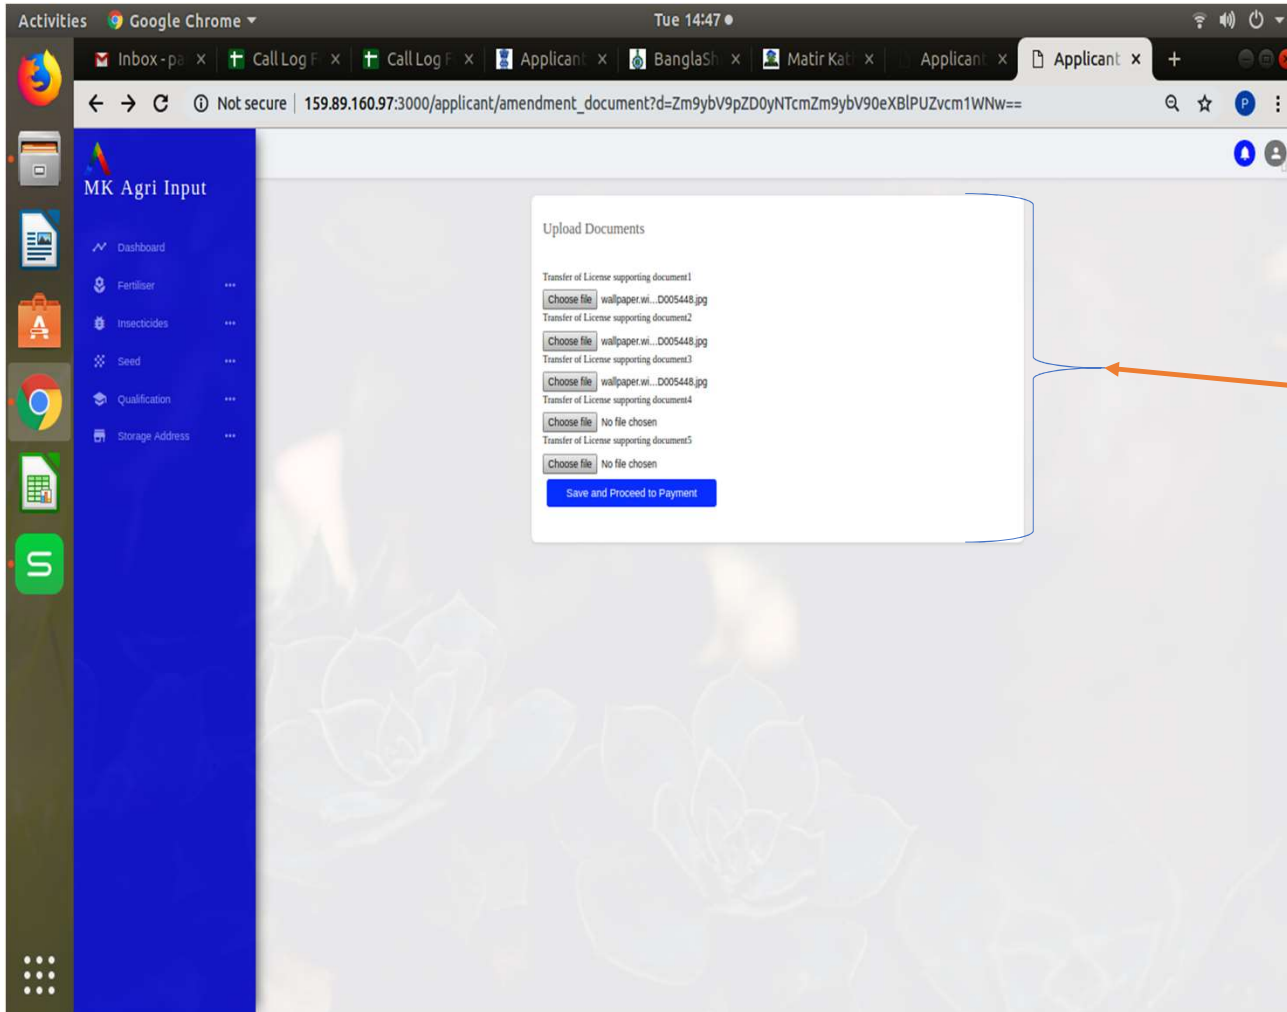 Activities Google Chrome Tue 14:47
Inbox - pa Call Log F Call Log F Applicant BanglaSh Matir Kath Applicant Applicant
Not secure 159.89.160.97:3000/applicant/amendment_document?d=Zm9ybV9pZD0yNTcmZm9ybV90eXBlPUZvcm1WNw==
P
MK Agri Input
Dashboard
Fertiliser
Insecticides
Seed
Qualification
Storage Address
Upload Documents
Transfer of License supporting document1
Choose file wallpaper.wi...D005448.jpg
Transfer of License supporting document2
Choose file wallpaper.wi...D005448.jpg
Transfer of License supporting document3
Choose file wallpaper.wi...D005448.jpg
Transfer of License supporting document4
Choose file No file chosen
Transfer of License supporting document5
Choose file No file chosen
Save and Proceed to Payment